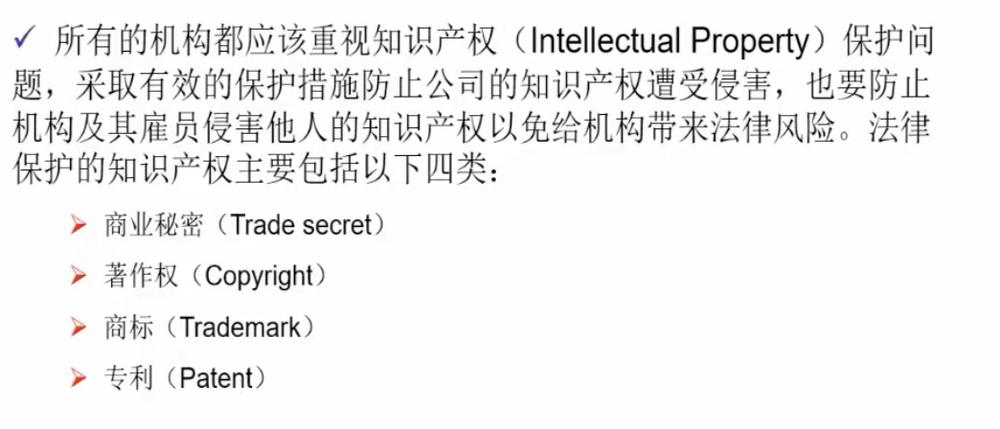 ✓ 所有的机构都应该重视知识产权（Intellectual Property）保护问
题，采取有效的保护措施防止公司的知识产权遭受侵害，也要防止
机构及其雇员侵害他人的知识产权以免给机构带来法律风险。法律
保护的知识产权主要包括以下四类：
➢ 商业秘密（Trade secret）
➢ 著作权（Copyright）
➢ 商标（Trademark）
➢ 专利（Patent）